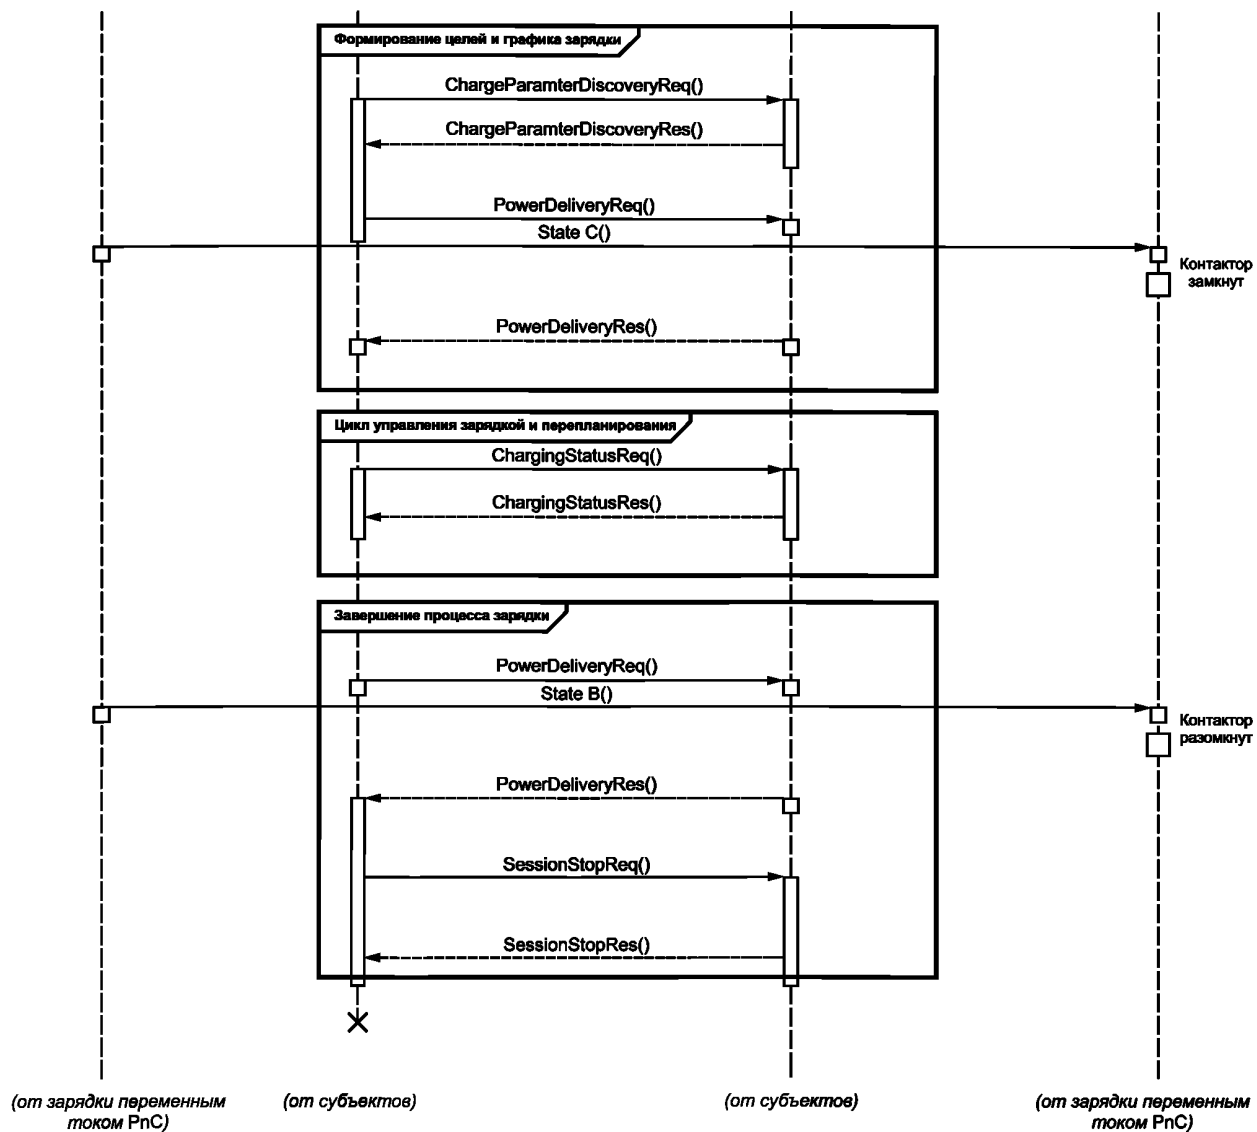 Формирование целей и графика зарядки
ChargeParamterDiscoveryReq()
ChargeParamterDiscoveryRes()
PowerDeliveryReq()
State C()
Контактор
замкнут
PowerDeliveryRes()
Цикл управления зарядкой и перепланирования
ChargingStatusReq()
ChargingStatusRes()
Завершение процесса зарядки
PowerDeliveryReq()
State B()
Контактор
разомкнут
PowerDeliveryRes()
SessionStopReq()
SessionStopRes()
(от зарядки переменным
током PnC)
(от субъектов)
(от субъектов)
(от зарядки переменным
током PnC)